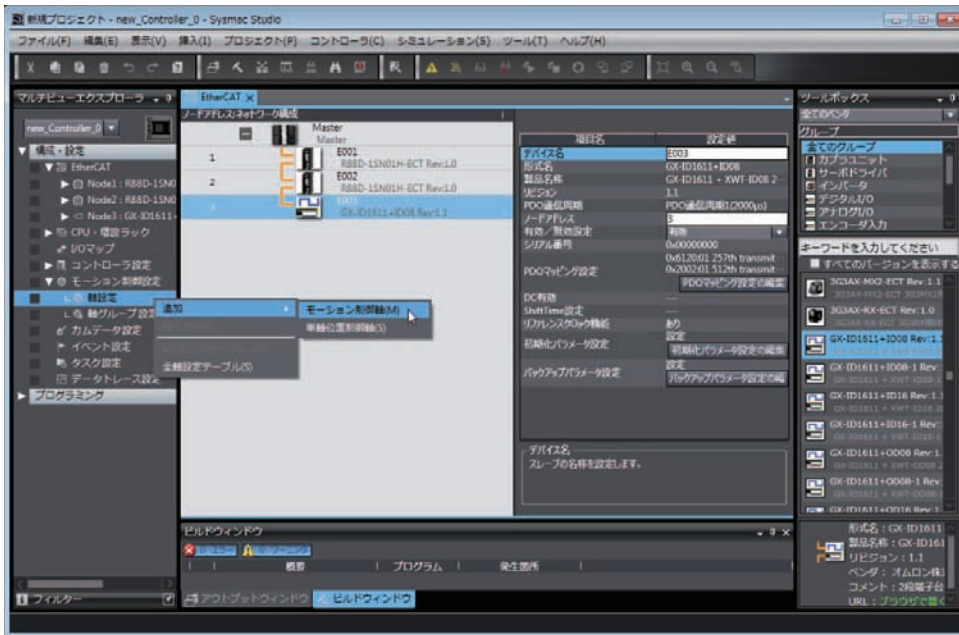 新規プロジェクト - new_Controller_0 - Sysmac Studio
ファイル(F) 編集(E) 表示(V) 挿入(I) プロジェクト(P) コントローラ(C) シミュレーション(S) ツール(T) ヘルプ(H)
マルチビューエクスプローラ
new_Controller_0
構成・設定
EtherCAT
Node1 : R88D-1SN0
Node2 : R88D-1SN0
Node3 : GX-ID1611+
CPU・増設ラック
I/Oマップ
コントローラ設定
モーション制御設定
軸設定
軸グループ設定
カムデータ設定
イベント設定
タスク設定
データトレース設定
プログラミング
フィルター
追加
全軸設定テーブル(S)
モーション制御軸(M)
単軸位置制御軸(S)
EtherCAT
ノードアドレス|ネットワーク構成
Master
Master
1
E001
R88D-1SN01H-ECT Rev:1.0
2
E002
R88D-1SN01H-ECT Rev:1.0
3
E003
GX-ID1611+ID08 Rev:1.1
項目名 設定値
デバイス名 E003
形式名 GX-ID1611+ID08
製品名称 GX-ID1611 + XWT-ID08 2
リビジョン 1.1
PDO通信周期 PDO通信周期1(2000μs)
ノードアドレス 3
有効/無効設定 有効
シリアル番号 0x00000000
PDOマッピング設定
0x6120:01 257th transmit
0x2002:01 512th transmit
PDOマッピング設定の編集
DC有効 ---
ShiftTime設定 ---
リファレンスクロック機能 あり
初期化パラメータ設定 設定
初期化パラメータ設定の編集
バックアップパラメータ設定 設定
バックアップパラメータ設定の編
デバイス名
スレーブの名称を設定します。
ビルドウィンドウ
0 エラー 0 ワーニング
概要 プログラム 発生箇所
アウトプットウィンドウ ビルドウィンドウ
ツールボックス
全てのベンダ
グループ
全てのグループ
カプラユニット
サーボドライバ
インバータ
デジタルI/O
アナログI/O
エンコーダ入力
キーワードを入力してください
すべてのバージョンを表示する
3G3AX-MX2-ECT Rev:1.1
3G3AX-RX-ECT Rev:1.0
GX-ID1611+ID08 Rev:1.1
GX-ID1611+ID08-1 Rev:
GX-ID1611+ID16 Rev:1.1
GX-ID1611+ID16-1 Rev:
GX-ID1611+OD08 Rev:1.
GX-ID1611+OD08-1 Rev:
GX-ID1611+OD16 Rev:1
形式名 : GX-ID1611
製品名称 : GX-ID161
リビジョン : 1.1
ベンダ : オムロン株
コメント : 2段端子台
URL : ブラウザで開く